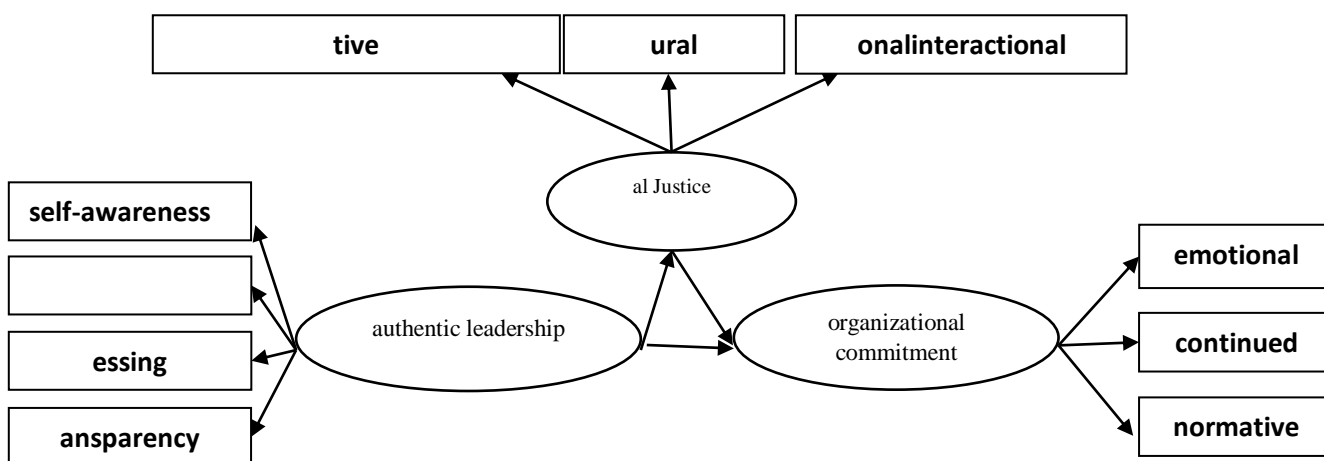 tive
ural
onalinteractional
al Justice
self-awareness
authentic leadership
essing
ansparency
organizational
commitment
emotional
continued
normative